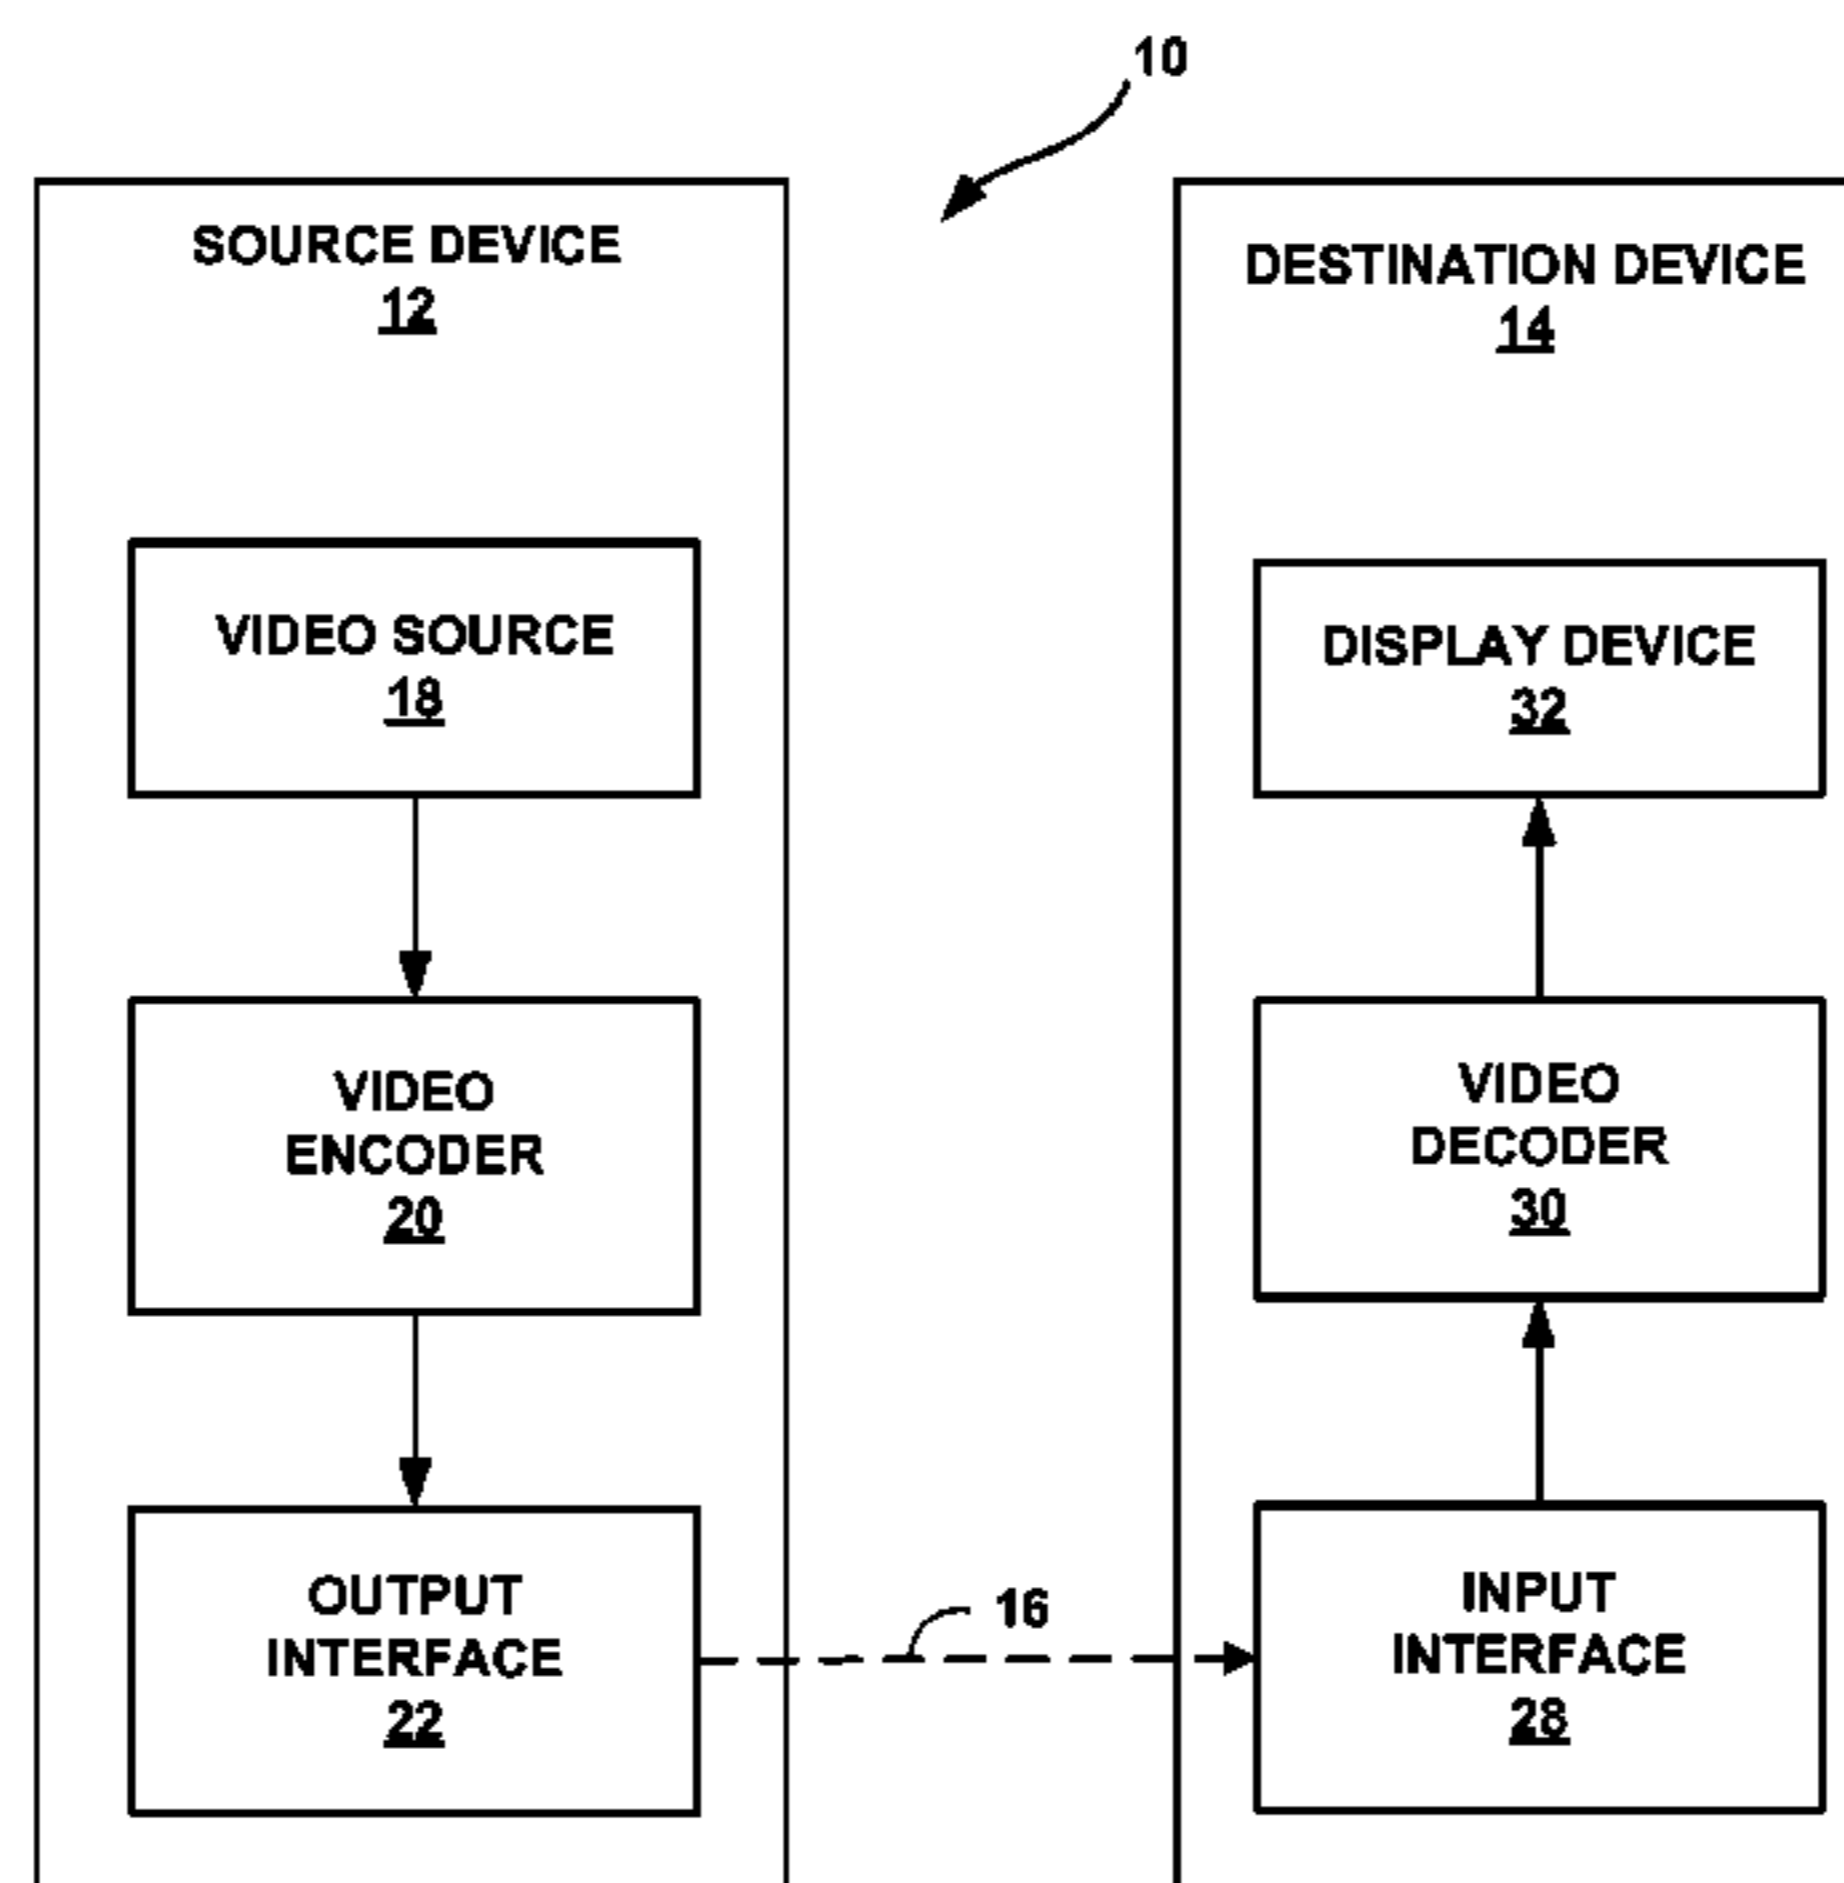 10
SOURCE DEVICE
12
VIDEO SOURCE
18
VIDEO
ENCODER
20
OUTPUT
INTERFACE
22
16
DESTINATION DEVICE
14
DISPLAY DEVICE
32
VIDEO
DECODER
30
INPUT
INTERFACE
28